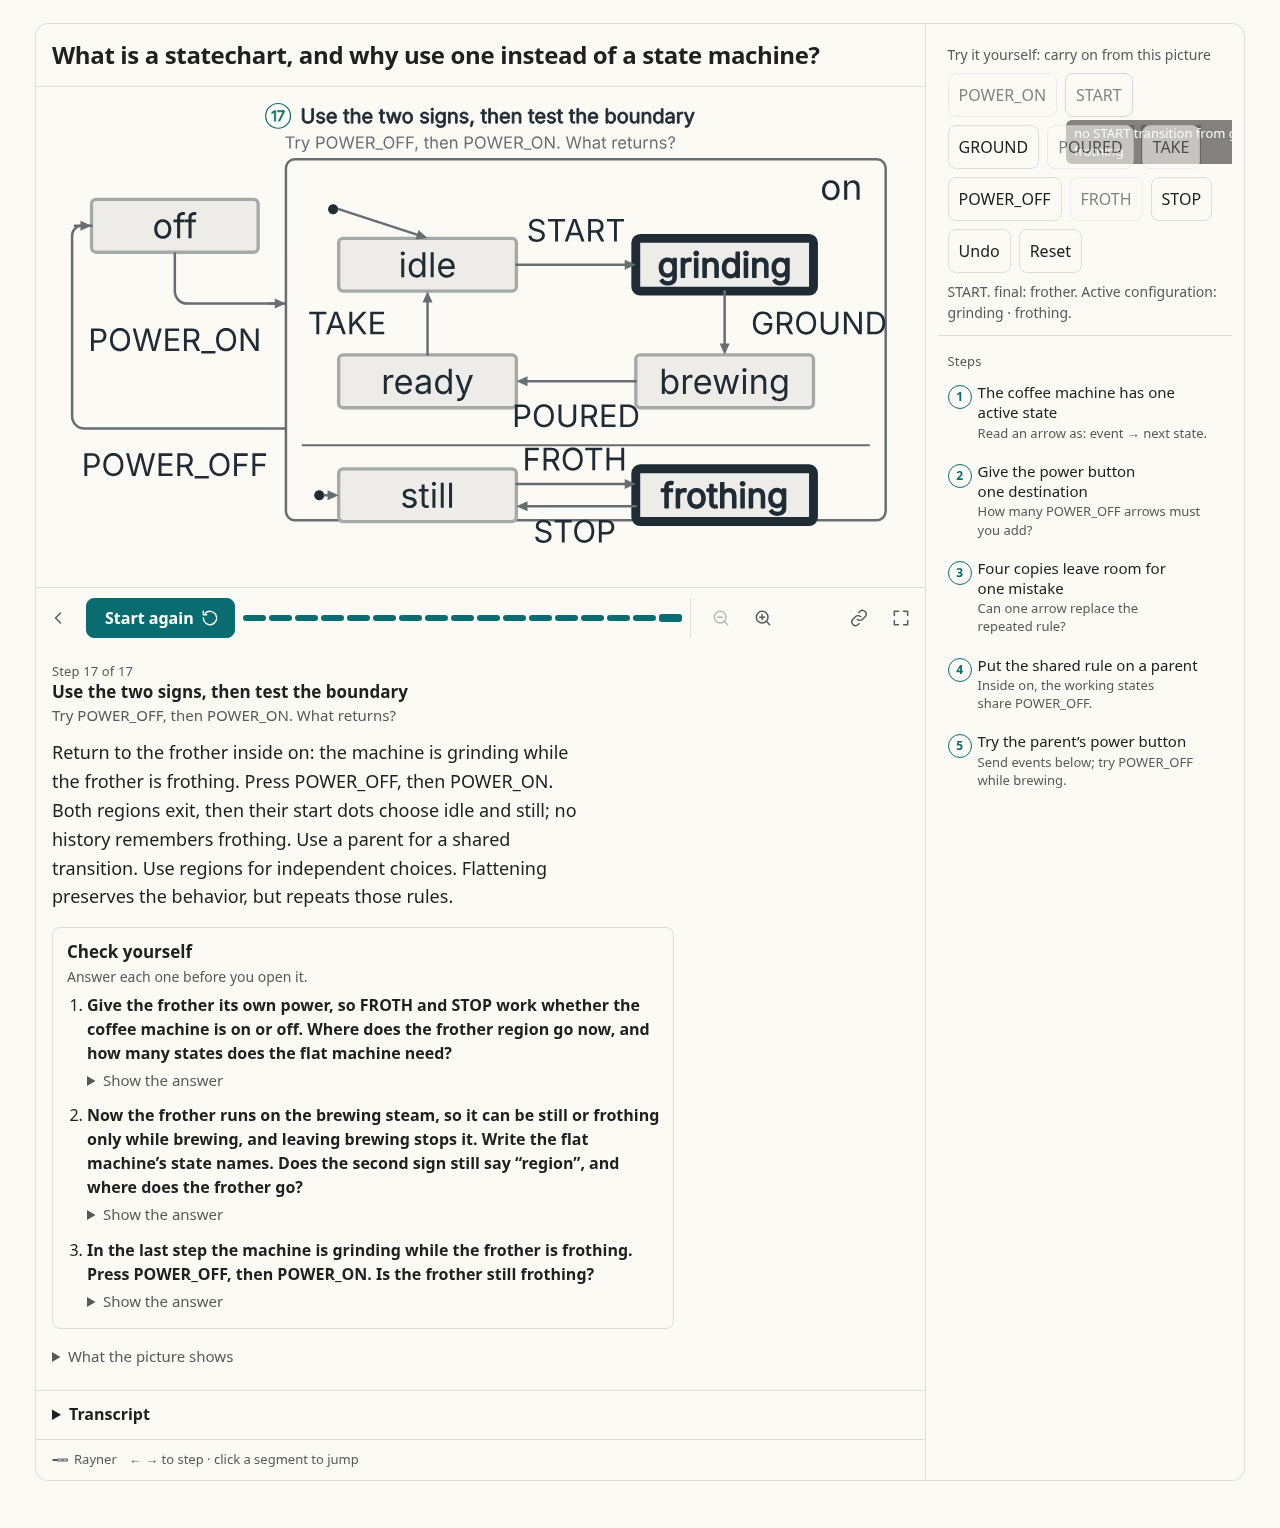 What is a statechart, and why use one instead of a state machine?
17 Use the two signs, then test the boundary
Try POWER_OFF, then POWER_ON. What returns?
on
off
START
idle
grinding
TAKE
GROUND
POWER_ON
ready
brewing
POURED
FROTH
POWER_OFF
still
frothing
STOP
Start again
Step 17 of 17
Use the two signs, then test the boundary
Try POWER_OFF, then POWER_ON. What returns?
Return to the frother inside on: the machine is grinding while
the frother is frothing. Press POWER_OFF, then POWER_ON.
Both regions exit, then their start dots choose idle and still; no
history remembers frothing. Use a parent for a shared
transition. Use regions for independent choices. Flattening
preserves the behavior, but repeats those rules.
Check yourself
Answer each one before you open it.
1. Give the frother its own power, so FROTH and STOP work whether the
coffee machine is on or off. Where does the frother region go now, and
how many states does the flat machine need?
▶ Show the answer
2. Now the frother runs on the brewing steam, so it can be still or frothing
only while brewing, and leaving brewing stops it. Write the flat
machine’s state names. Does the second sign still say “region”, and
where does the frother go?
▶ Show the answer
3. In the last step the machine is grinding while the frother is frothing.
Press POWER_OFF, then POWER_ON. Is the frother still frothing?
▶ Show the answer
▶ What the picture shows
▶ Transcript
Rayner ← → to step · click a segment to jump
Try it yourself: carry on from this picture
POWER_ON START
no START transition from
GROUND POURED TAKE
frothing
POWER_OFF FROTH STOP
Undo Reset
START. final: frother. Active configuration:
grinding · frothing.
Steps
1 The coffee machine has one
active state
Read an arrow as: event → next state.
2 Give the power button
one destination
How many POWER_OFF arrows must
you add?
3 Four copies leave room for
one mistake
Can one arrow replace the
repeated rule?
4 Put the shared rule on a parent
Inside on, the working states
share POWER_OFF.
5 Try the parent’s power button
Send events below; try POWER_OFF
while brewing.